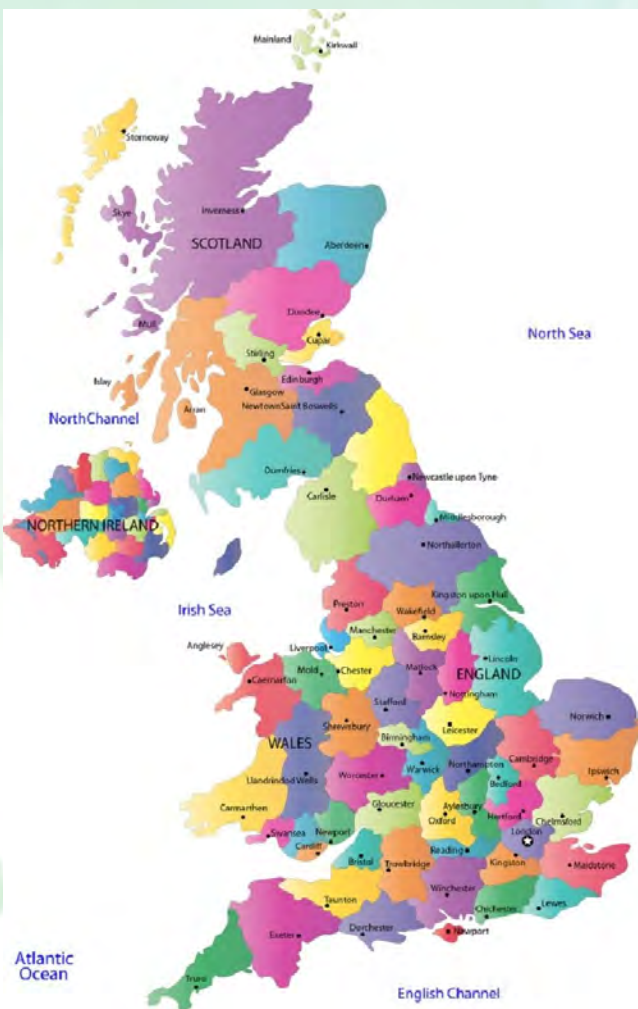 Mainland
Kirkwall
Stornoway
Skye
Inverness
SCOTLAND
Aberdeen
Mull
Dundee
Cupar
Stirling
North Sea
Edinburgh
Islay
Glasgow
Arran
NewtownSaint Boswells
NorthChannel
Dumfries
Newcastle upon Tyne
Carlisle
Durham
NORTHERN IRELAND
Middlesborough
Northallerton
Irish Sea
Preston
Kingston upon Hull
Wakefield
Manchester
Barnsley
Anglesey
Liverpool
Lincoln
Mold
Chester
Matlock
ENGLAND
Caernarfon
Nottingham
Stafford
Norwich
Shrewsbury
Leicester
WALES
Birmingham
Cambridge
Llandrindod Wells
Worcester
Warwick
Northampton
Ipswich
Bedford
Carmarthen
Gloucester
Aylesbury
Oxford
Hertford
Chelmsford
Swansea
Newport
London
Cardiff
Bristol
Reading
Kingston
Trowbridge
Maidstone
Taunton
Winchester
Chichester
Lewes
Exeter
Dorchester
Newport
Atlantic
Ocean
Truro
English Channel